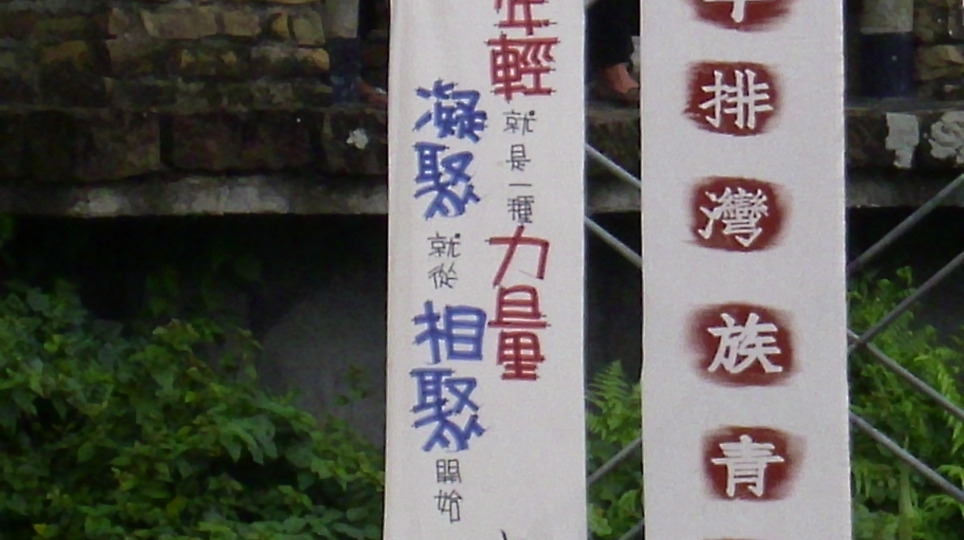 排灣族青
年輕就是一種力量
凝聚就從相聚開始